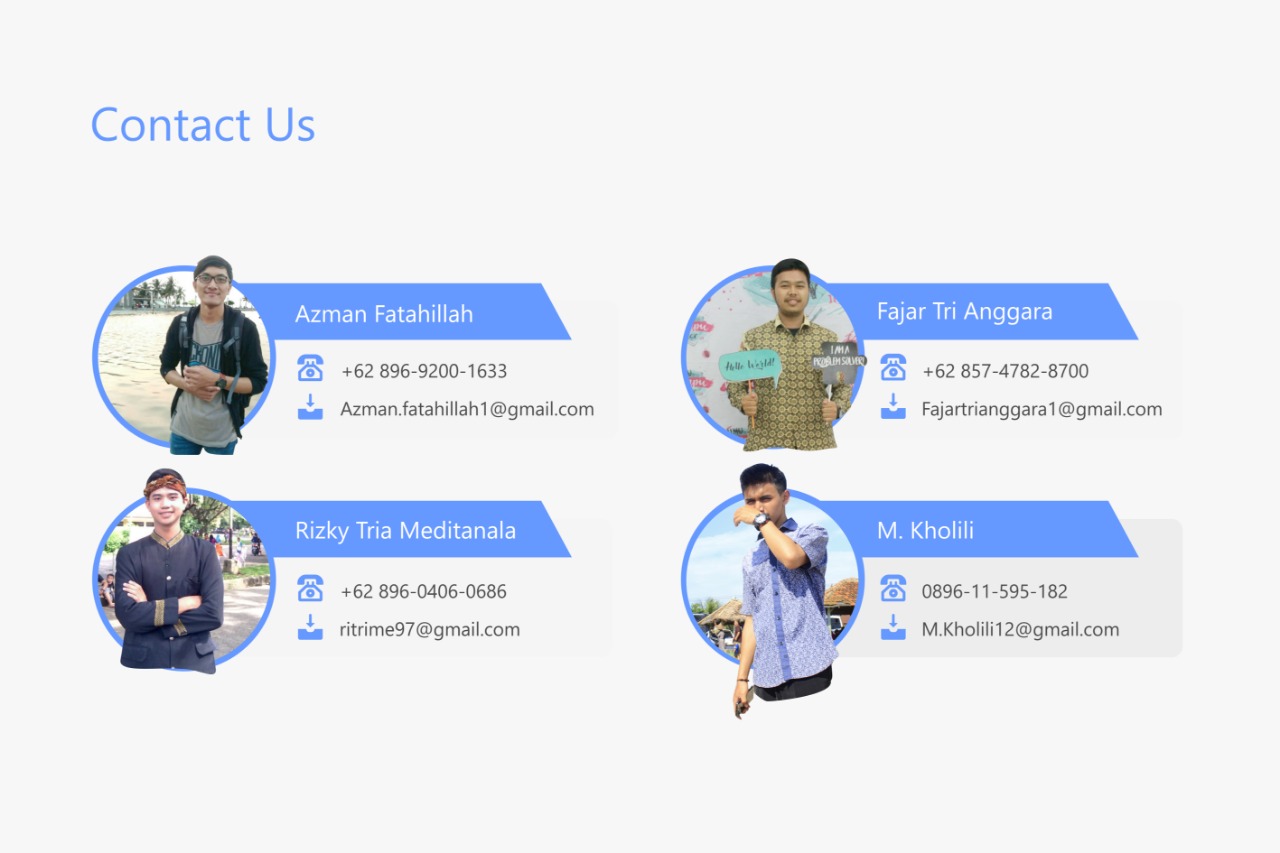 Contact Us
Azman Fatahillah
+62 896-9200-1633
Azman.fatahillah1@gmail.com
Fajar Tri Anggara
Hello World!
I AM A
PROBLEM SOLVER!
+62 857-4782-8700
Fajartrianggara1@gmail.com
Rizky Tria Meditanala
+62 896-0406-0686
ritrime97@gmail.com
M. Kholili
0896-11-595-182
M.Kholili12@gmail.com